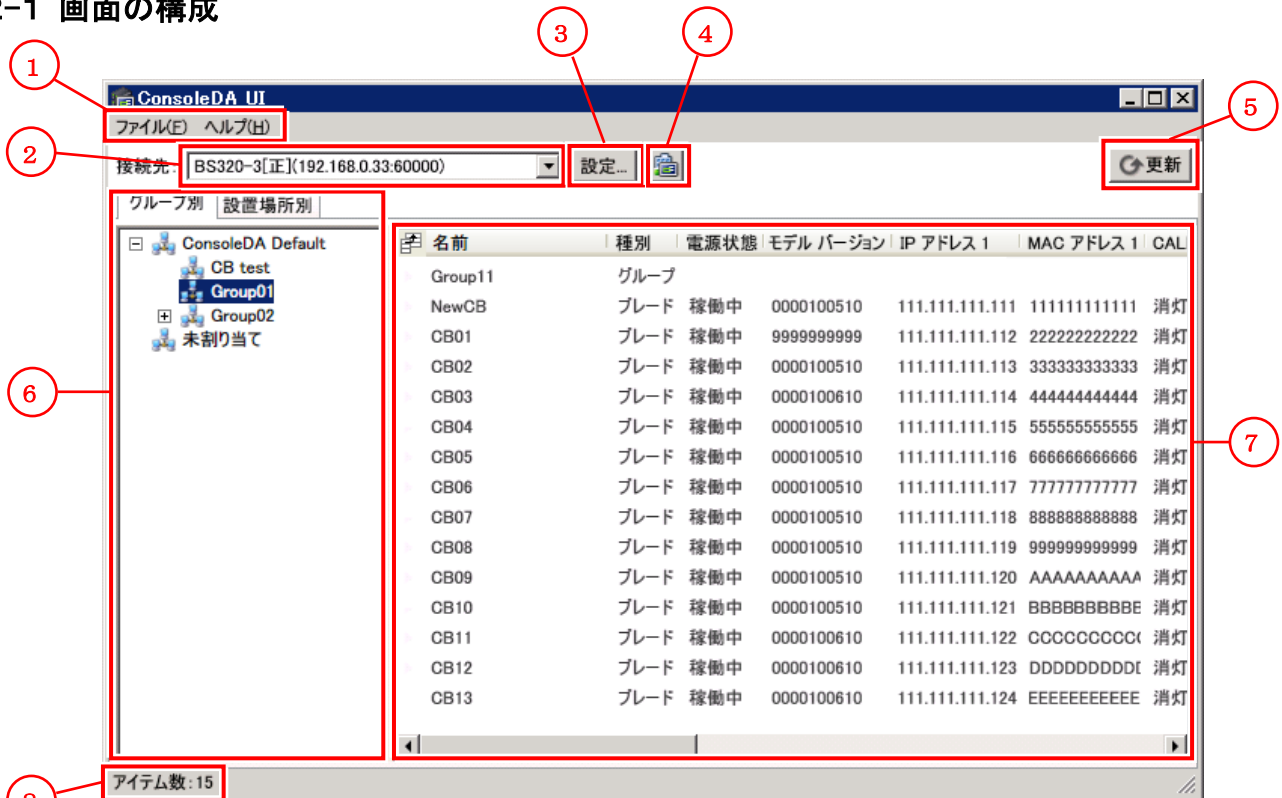 2-1 画面の構成
3 4
1
ConsoleDA UI
5
ファイル(F) ヘルプ(H)
2
接続先: BS320-3[正](192.168.0.33:60000) 設定... 更新
グループ別 設置場所別
名前 種別 電源状態 モデル バージョン IP アドレス 1 MAC アドレス 1 CAL
ConsoleDA Default
CB test
Group01
Group02
未割り当て
Group11 グループ
NewCB ブレード 稼働中 0000100510 111.111.111.111 111111111111 消灯
CB01 ブレード 稼働中 9999999999 111.111.111.112 222222222222 消灯
CB02 ブレード 稼働中 0000100510 111.111.111.113 333333333333 消灯
CB03 ブレード 稼働中 0000100610 111.111.111.114 444444444444 消灯
6
CB04 ブレード 稼働中 0000100510 111.111.111.115 555555555555 消灯
7
CB05 ブレード 稼働中 0000100510 111.111.111.116 666666666666 消灯
CB06 ブレード 稼働中 0000100510 111.111.111.117 777777777777 消灯
CB07 ブレード 稼働中 0000100510 111.111.111.118 888888888888 消灯
CB08 ブレード 稼働中 0000100510 111.111.111.119 999999999999 消灯
CB09 ブレード 稼働中 0000100510 111.111.111.120 AAAAAAAAAA 消灯
CB10 ブレード 稼働中 0000100510 111.111.111.121 BBBBBBBBBB 消灯
CB11 ブレード 稼働中 0000100610 111.111.111.122 CCCCCCCCCC 消灯
CB12 ブレード 稼働中 0000100610 111.111.111.123 DDDDDDDDDD 消灯
CB13 ブレード 稼働中 0000100610 111.111.111.124 EEEEEEEEEEE 消灯
アイテム数:15